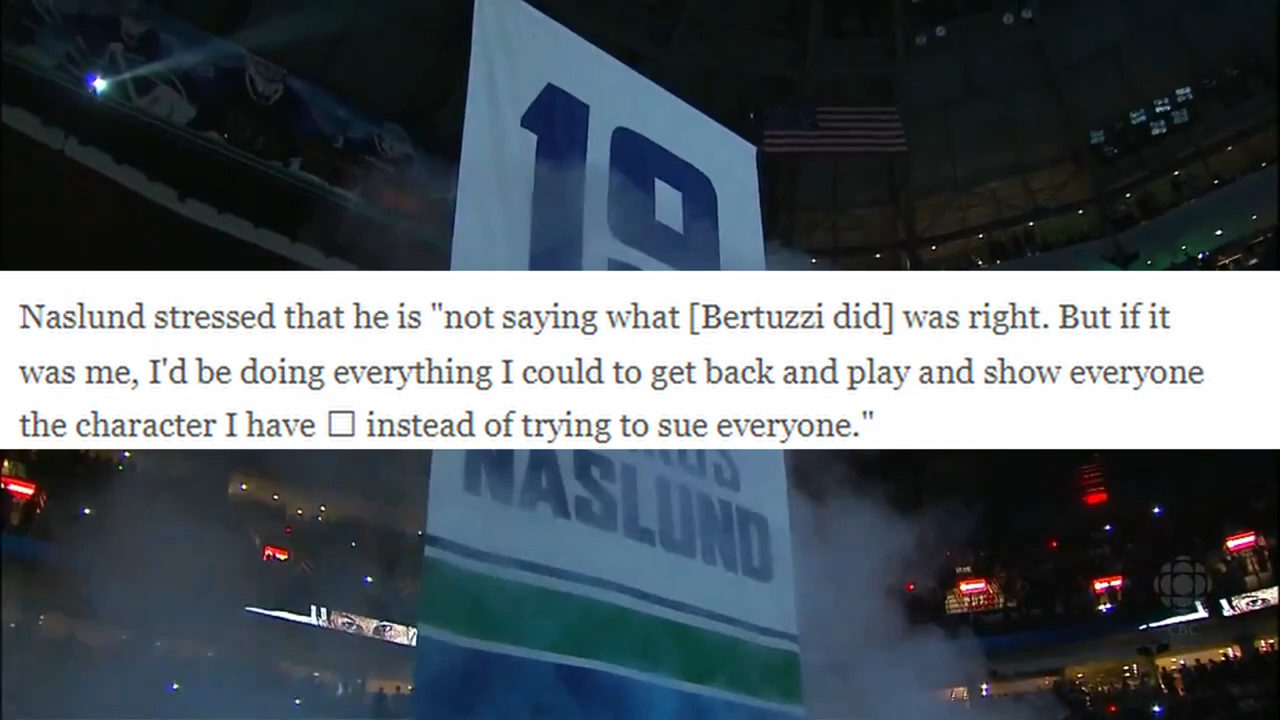 19
Naslund stressed that he is "not saying what [Bertuzzi did] was right. But if it
was me, I'd be doing everything I could to get back and play and show everyone
the character I have □ instead of trying to sue everyone."
NASLUND
CBC